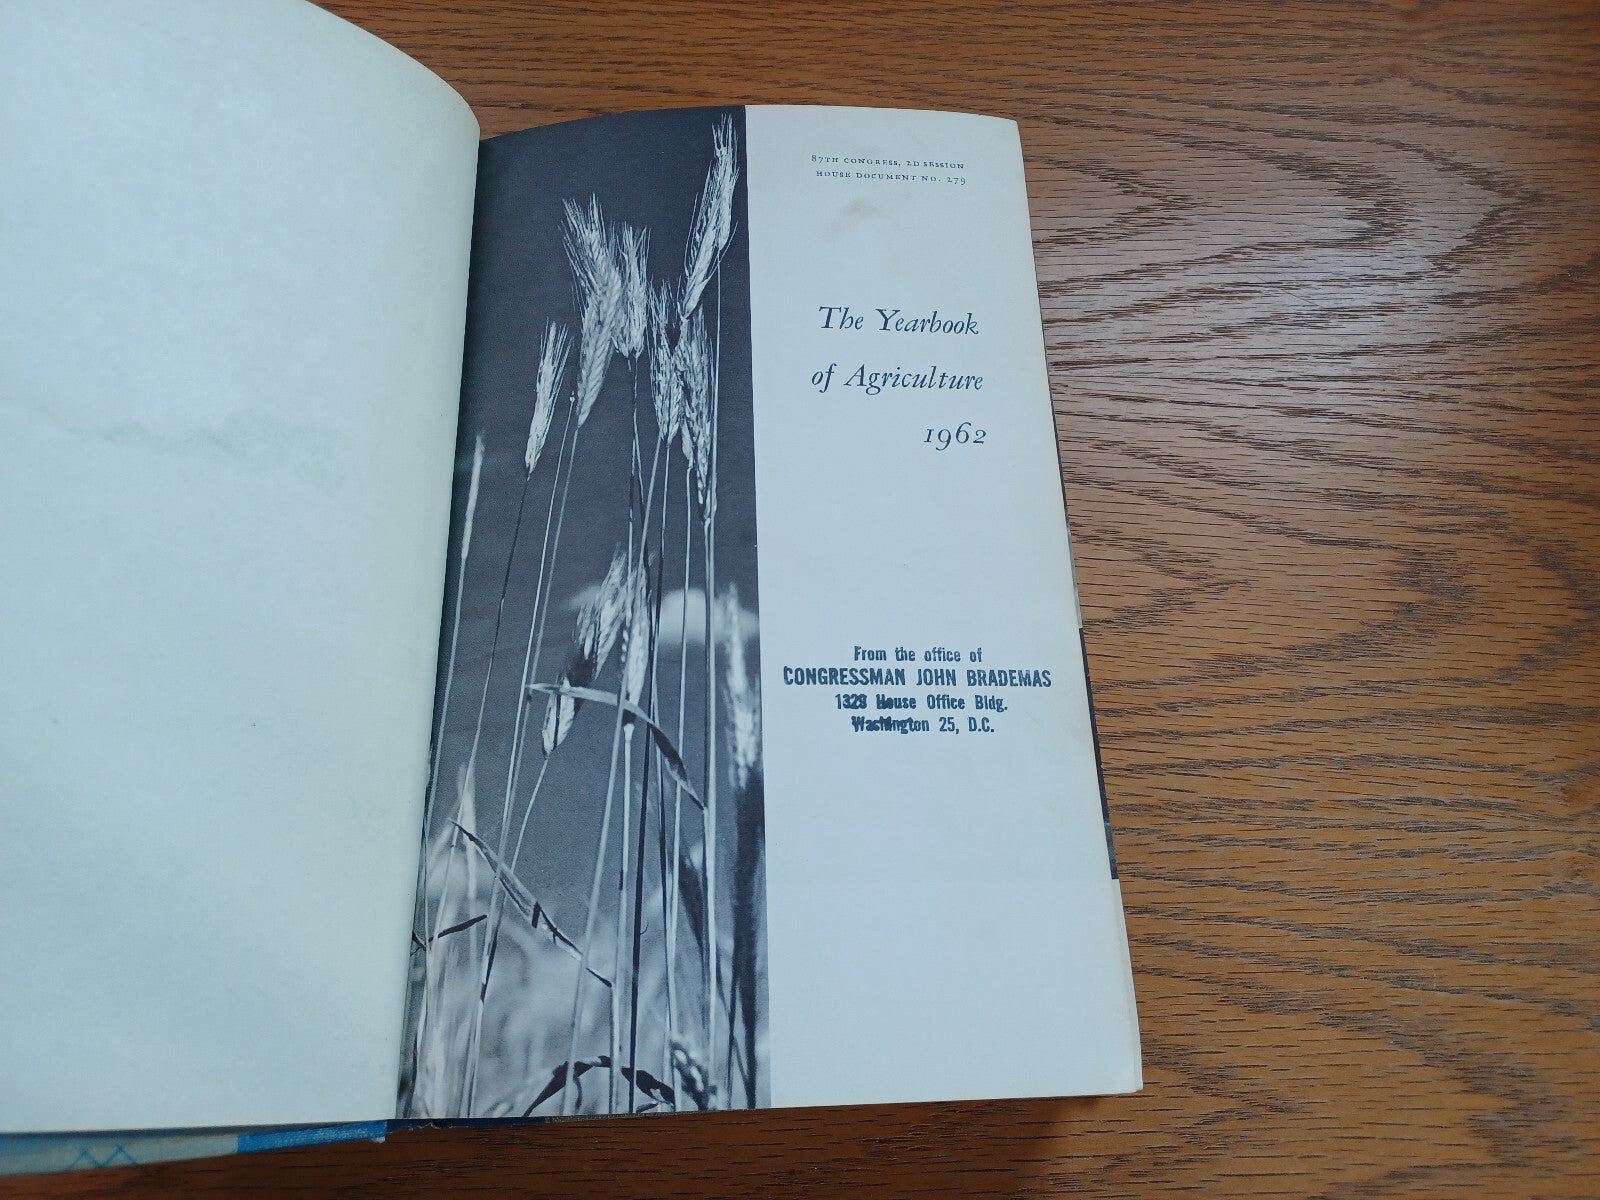 87TH CONGRESS, 2D SESSION
HOUSE DOCUMENT NO. 279
The Yearbook
of Agriculture
1962
From the office of
CONGRESSMAN JOHN BRADEMAS
1328 House Office Bldg.
Washington 25, D.C.